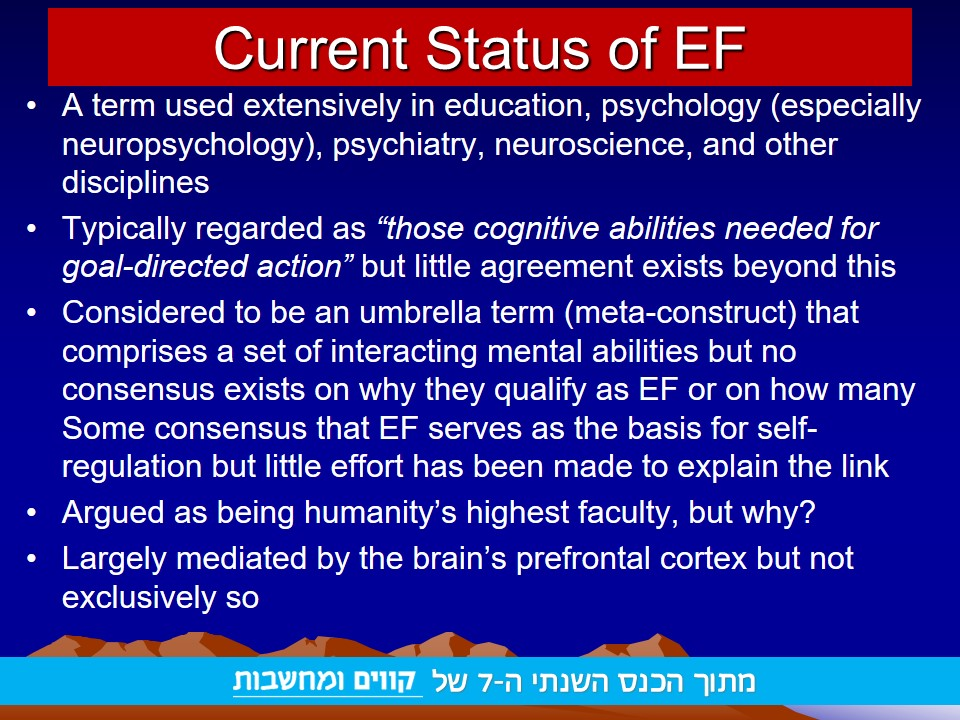 Current Status of EF
• A term used extensively in education, psychology (especially
neuropsychology), psychiatry, neuroscience, and other
disciplines
• Typically regarded as “those cognitive abilities needed for
goal-directed action” but little agreement exists beyond this
• Considered to be an umbrella term (meta-construct) that
comprises a set of interacting mental abilities but no
consensus exists on why they qualify as EF or on how many
Some consensus that EF serves as the basis for self-
regulation but little effort has been made to explain the link
• Argued as being humanity’s highest faculty, but why?
• Largely mediated by the brain’s prefrontal cortex but not
exclusively so
מתוך הכנס השנתי ה-7 של קווים ומחשבות